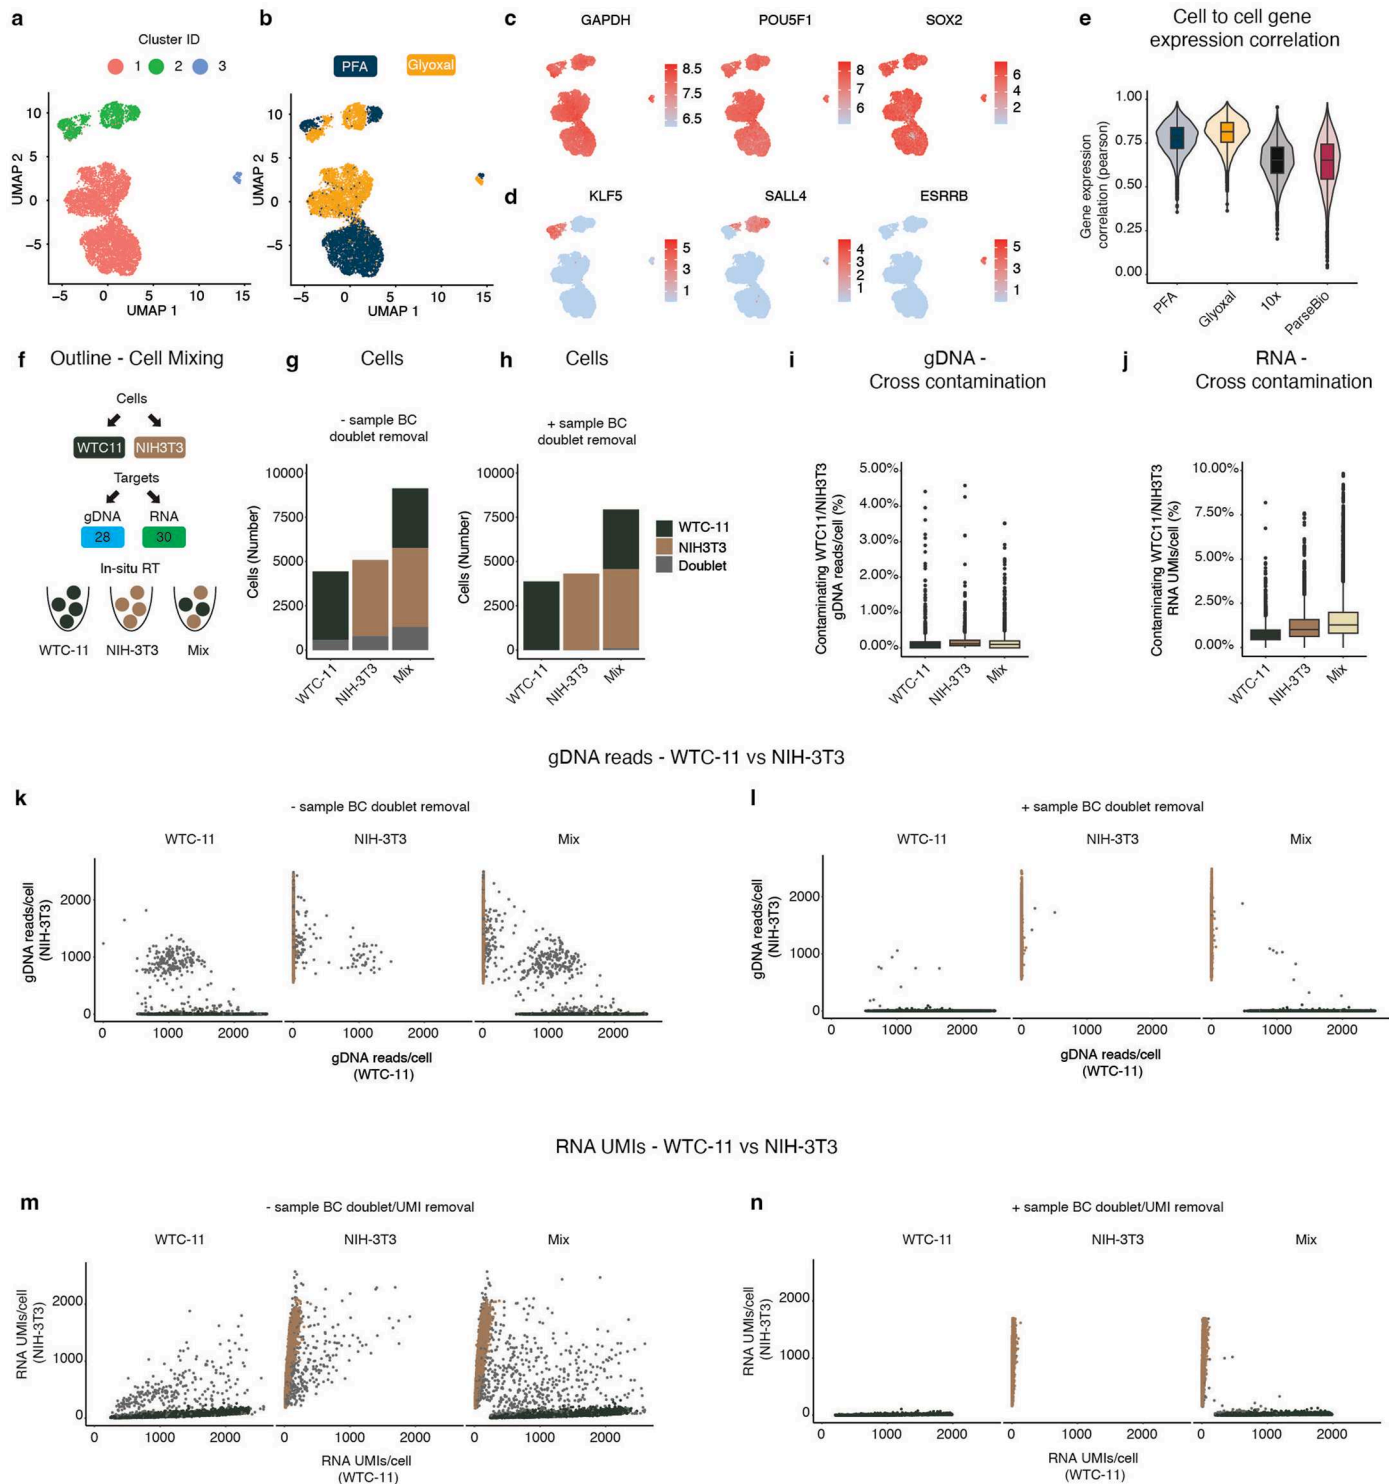 a
Cluster ID
1 2 3
UMAP 2
10
5
0
−5
−5 0 5 10 15
UMAP 1
b
PFA Glyoxal
UMAP 2
10
5
0
−5
−5 0 5 10 15
UMAP 1
c
GAPDH POU5F1 SOX2
8.5
7.5
6.5
8
7
6
6
4
2
d
KLF5 SALL4 ESRRB
5
3
1
4
3
2
1
5
3
1
e
Cell to cell gene
expression correlation
Gene expression
correlation (pearson)
1.00
0.75
0.50
0.25
0.00
PFA Glyoxal 10x ParseBio
f
Outline - Cell Mixing
Cells
WTC11 NIH3T3
Targets
gDNA RNA
28 30
In-situ RT
WTC-11 NIH-3T3 Mix
g
Cells
- sample BC
doublet removal
Cells (Number)
10000
7500
5000
2500
0
WTC-11 NIH-3T3 Mix
h
Cells
+ sample BC
doublet removal
Cells (Number)
10000
7500
5000
2500
0
WTC-11 NIH-3T3 Mix
WTC-11
NIH3T3
Doublet
i
gDNA -
Cross contamination
Contaminating WTC11/NIH3T3
gDNA reads/cell (%)
5.00%
4.00%
3.00%
2.00%
1.00%
0.00%
WTC-11 NIH-3T3 Mix
j
RNA -
Cross contamination
Contaminating WTC11/NIH3T3
RNA UMIs/cell (%)
10.00%
7.50%
5.00%
2.50%
0.00%
WTC-11 NIH-3T3 Mix
gDNA reads - WTC-11 vs NIH-3T3
k
- sample BC doublet removal
WTC-11 NIH-3T3 Mix
gDNA reads/cell
(NIH-3T3)
2000
1000
0
0 1000 2000 0 1000 2000 0 1000 2000
gDNA reads/cell
(WTC-11)
l
+ sample BC doublet removal
WTC-11 NIH-3T3 Mix
gDNA reads/cell
(NIH-3T3)
2000
1000
0
0 1000 2000 0 1000 2000 0 1000 2000
gDNA reads/cell
(WTC-11)
RNA UMIs - WTC-11 vs NIH-3T3
m
- sample BC doublet/UMI removal
WTC-11 NIH-3T3 Mix
RNA UMIs/cell
(NIH-3T3)
2000
1000
0
0 1000 2000 0 1000 2000 0 1000 2000
RNA UMIs/cell
(WTC-11)
n
+ sample BC doublet/UMI removal
WTC-11 NIH-3T3 Mix
RNA UMIs/cell
(NIH-3T3)
2000
1000
0
0 1000 2000 0 1000 2000 0 1000 2000
RNA UMIs/cell
(WTC-11)